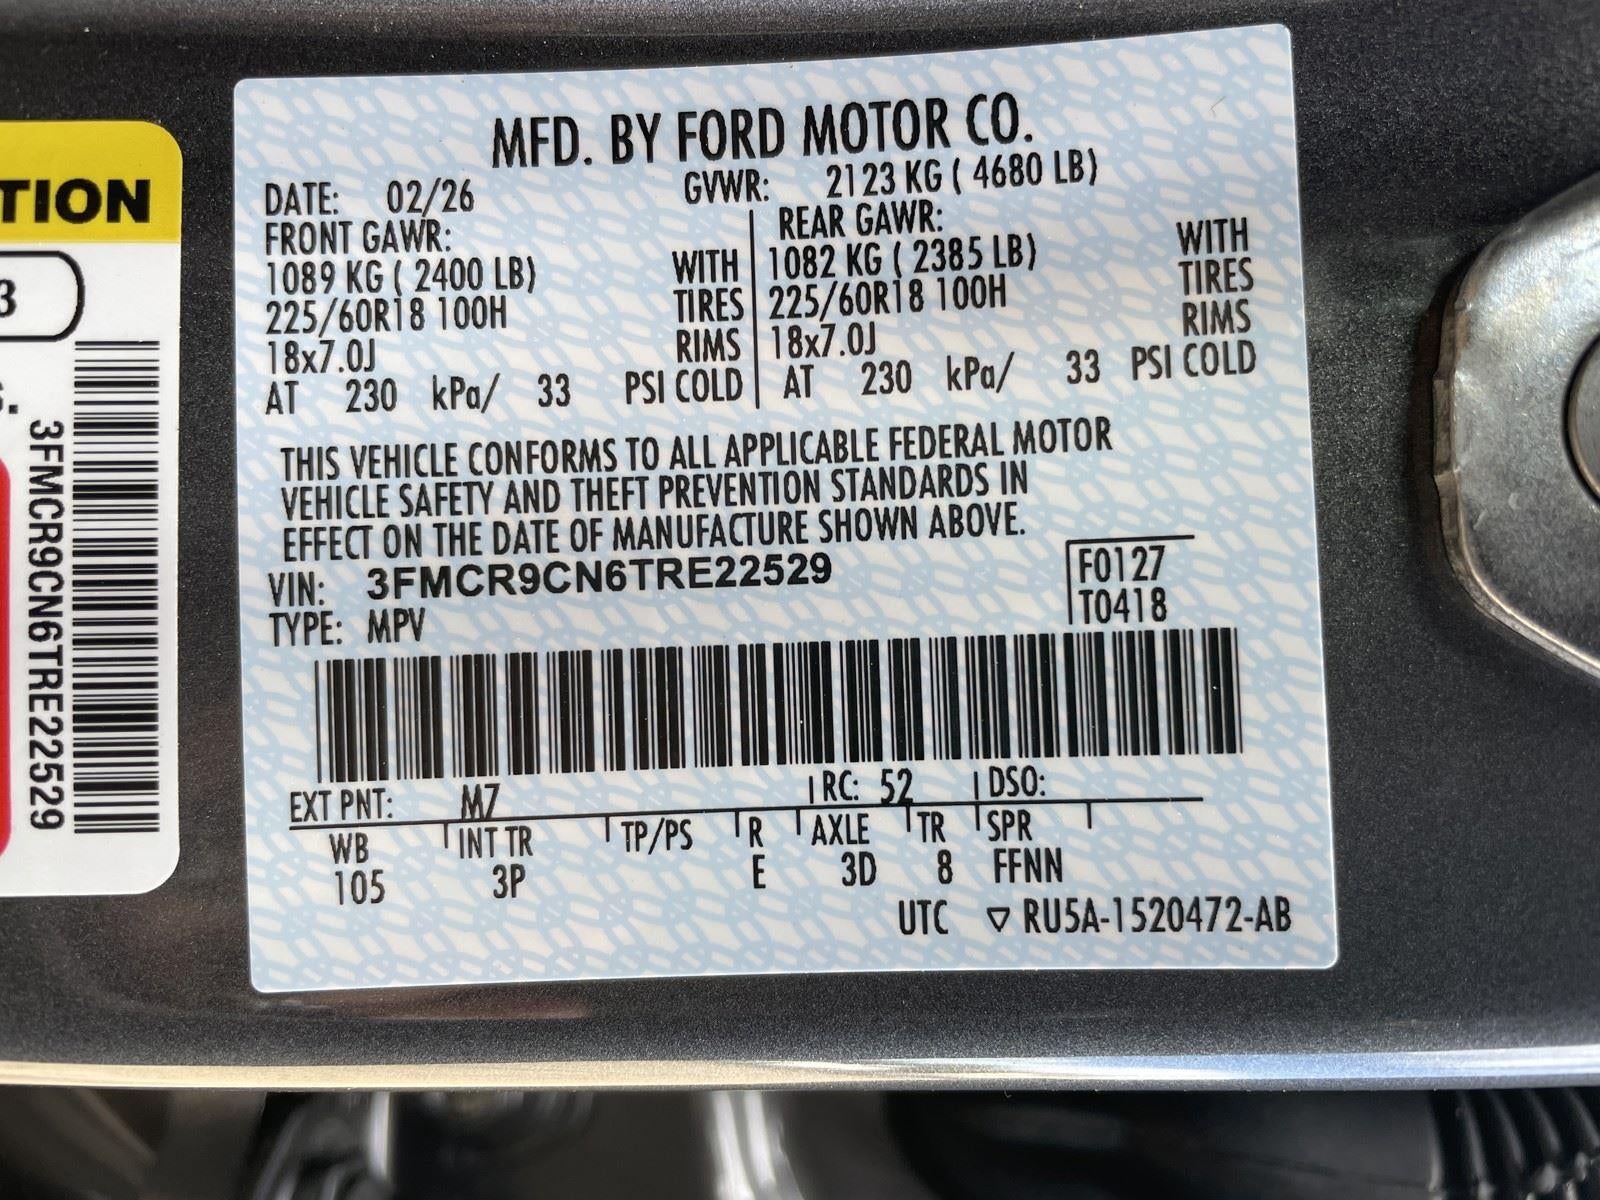 TION
3
S.
3FMCR9CN6TRE22529
MFD. BY FORD MOTOR CO.
DATE: 02/26 GVWR: 2123 KG ( 4680 LB)
FRONT GAWR: REAR GAWR:
1089 KG ( 2400 LB) WITH 1082 KG ( 2385 LB) WITH
225/60R18 100H TIRES 225/60R18 100H TIRES
18x7.0J RIMS 18x7.0J RIMS
AT 230 kPa/ 33 PSI COLD AT 230 kPa/ 33 PSI COLD
THIS VEHICLE CONFORMS TO ALL APPLICABLE FEDERAL MOTOR
VEHICLE SAFETY AND THEFT PREVENTION STANDARDS IN
EFFECT ON THE DATE OF MANUFACTURE SHOWN ABOVE.
VIN: 3FMCR9CN6TRE22529 F0127
TYPE: MPV T0418
EXT PNT: M7 RC: 52 DSO:
WB INT TR TP/PS R AXLE TR SPR
105 3P E 3D 8 FFNN
UTC ▽ RU5A-1520472-AB